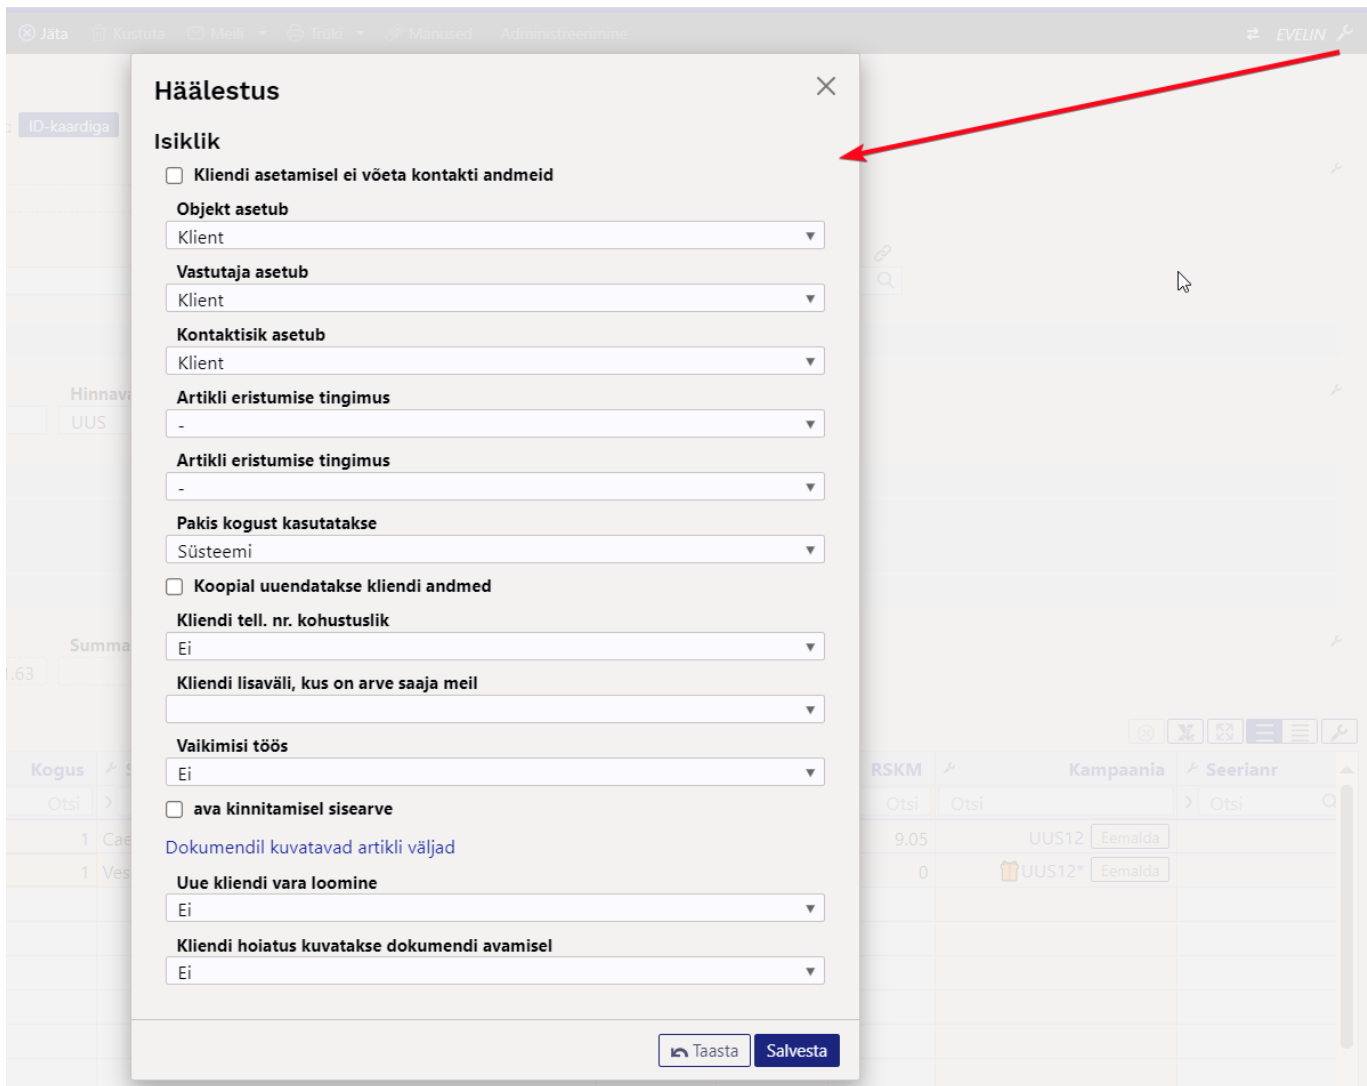 Jäta Kustuta Meili Trüki Manused Administreerimine EVELIN
Häälestus
ID-kaardiga
Isiklik
Kliendi asetamisel ei võeta kontakti andmeid
Objekt asetub
Klient
Vastutaja asetub
Klient
Kontaktisik asetub
Klient
Hinnava
Artikli eristumise tingimus
UUS
-
Artikli eristumise tingimus
-
Pakis kogust kasutatakse
Süsteemi
Koopial uuendatakse kliendi andmed
Kliendi tell. nr. kohustuslik
Summa
Ei
.63
Kliendi lisaväli, kus on arve saaja meil
Vaikimisi töös
Kogus S RSKM Kampaania Seerianr
Ei
Otsi Otsi Otsi Otsi
ava kinnitamisel sisearve
1 Cae 9.05 UUS12 Eemalda
Dokumendil kuvatavad artikli väljad
1 Ves 0 UUS12* Eemalda
Uue kliendi vara loomine
Ei
Kliendi hoiatus kuvatakse dokumendi avamisel
Ei
Taasta Salvesta